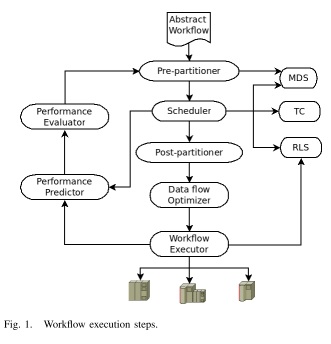 Abstract
Workflow
Pre-partitioner
MDS
Performance
Evaluator
Scheduler
TC
Post-partitioner
RLS
Performance
Predictor
Data flow
Optimizer
Workflow
Executor
Fig. 1. Workflow execution steps.